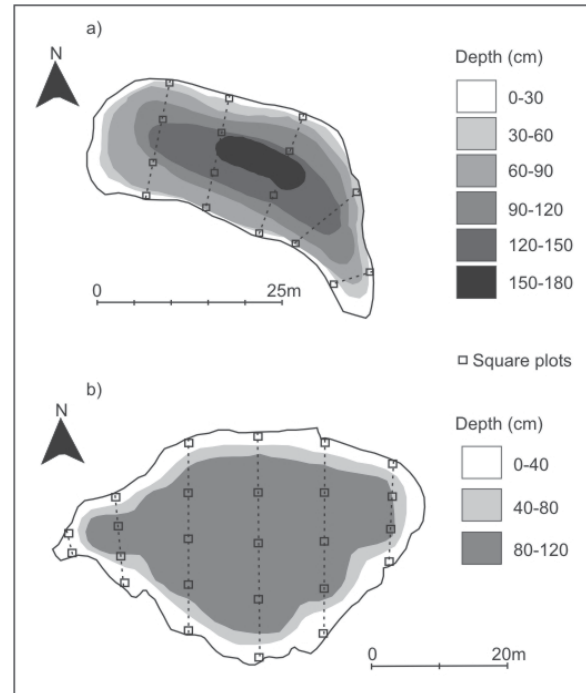 a)
N
Depth (cm)
0-30
30-60
60-90
90-120
120-150
150-180
0 25m
Square plots
b)
N
Depth (cm)
0-40
40-80
80-120
0 20m